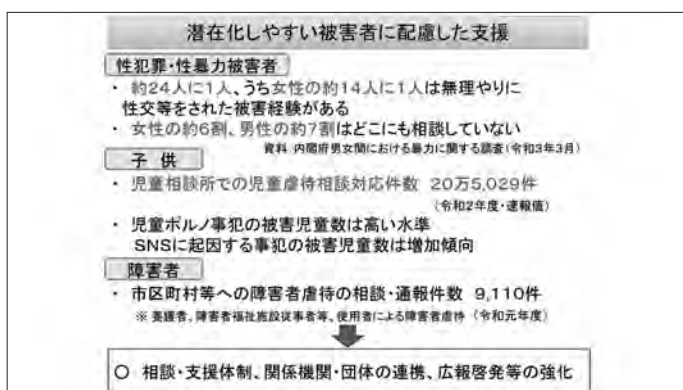 潜在化しやすい被害者に配慮した支援
性犯罪・性暴力被害者
・ 約24人に1人、うち女性の約14人に1人は無理やりに
性交等をされた被害経験がある
・ 女性の約6割、男性の約7割はどこにも相談していない
資料 内閣府男女間における暴力に関する調査(令和3年3月)
子 供
・ 児童相談所での児童虐待相談対応件数 20万5,029件
(令和2年度・速報値)
・ 児童ポルノ事犯の被害児童数は高い水準
SNSに起因する事犯の被害児童数は増加傾向
障害者
・ 市区町村等への障害者虐待の相談・通報件数 9,110件
※ 養護者、障害者福祉施設従事者等、使用者による障害者虐待 (令和元年度)
○ 相談・支援体制、関係機関・団体の連携、広報啓発等の強化